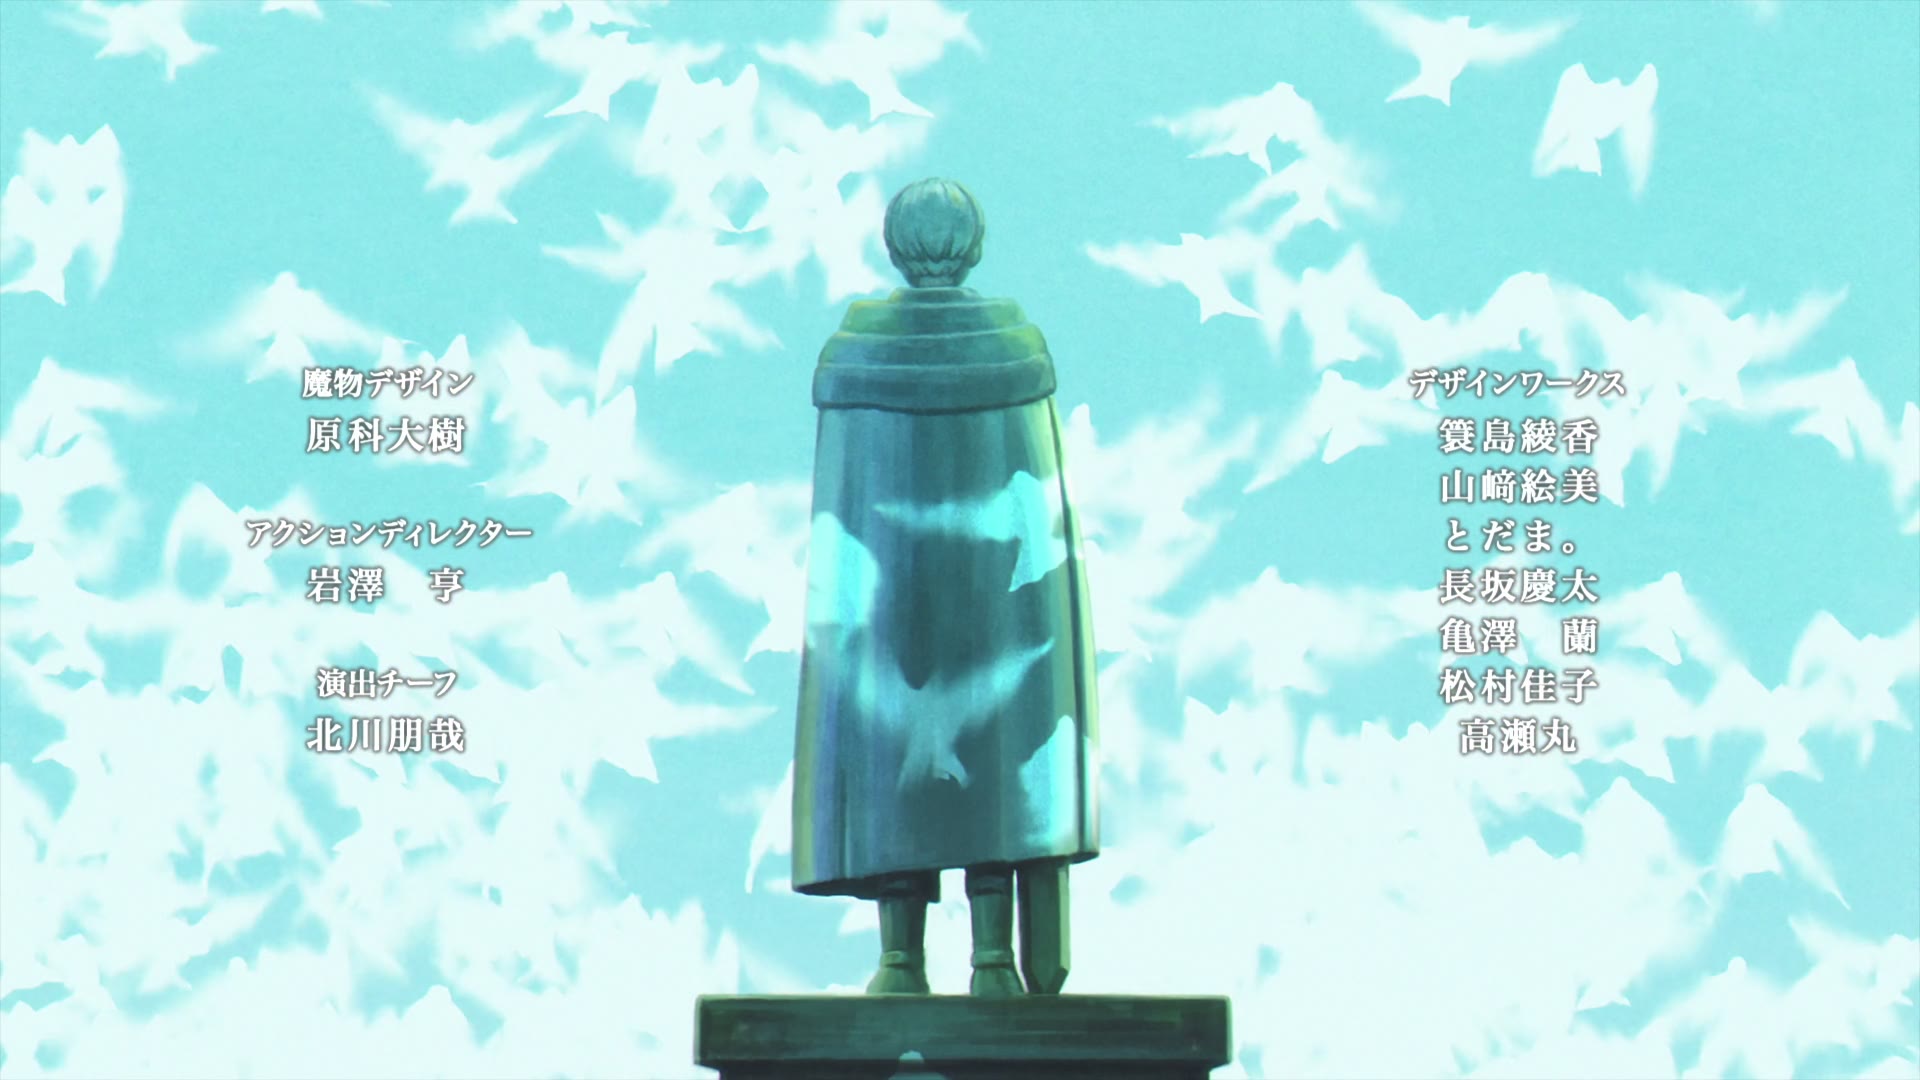 魔物デザイン
原科大樹
アクションディレクター
岩澤　亨
演出チーフ
北川朋哉
デザインワークス
簑島綾香
山﨑絵美
とだま。
長坂慶太
亀澤　蘭
松村佳子
高瀬丸